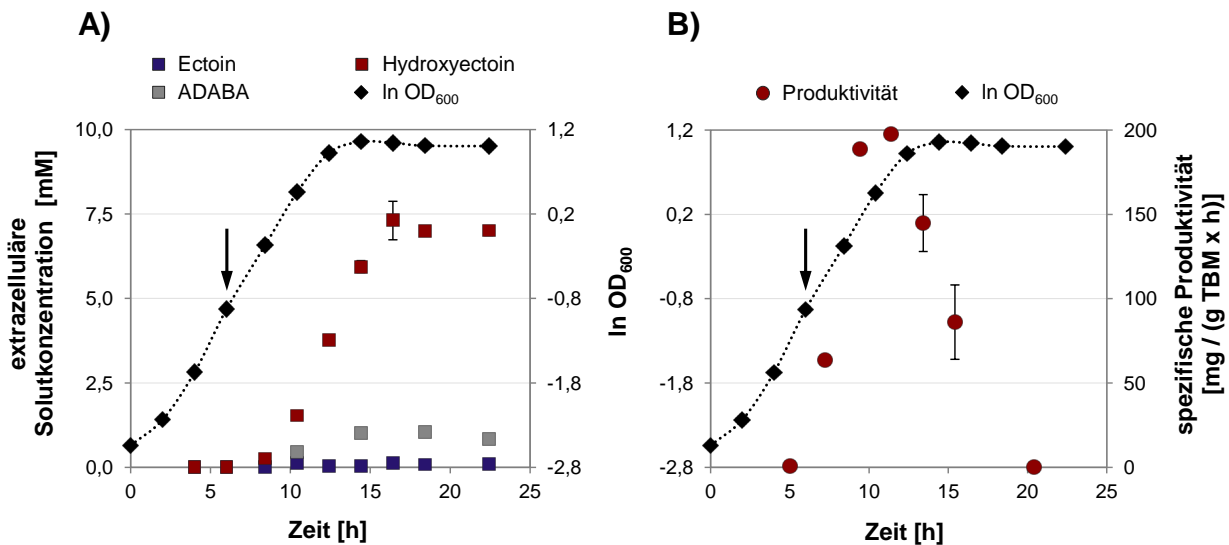 A)
Ectoin
Hydroxyectoin
ADABA
ln OD600
10,0
7,5
5,0
2,5
0,0
extrazelluläre
Solutkonzentration [mM]
1,2
0,2
-0,8
-1,8
-2,8
ln OD600
0 5 10 15 20 25
Zeit [h]
B)
Produktivität
ln OD600
1,2
0,2
-0,8
-1,8
-2,8
200
150
100
50
0
spezifische Produktivität
[mg / (g TBM x h)]
0 5 10 15 20 25
Zeit [h]